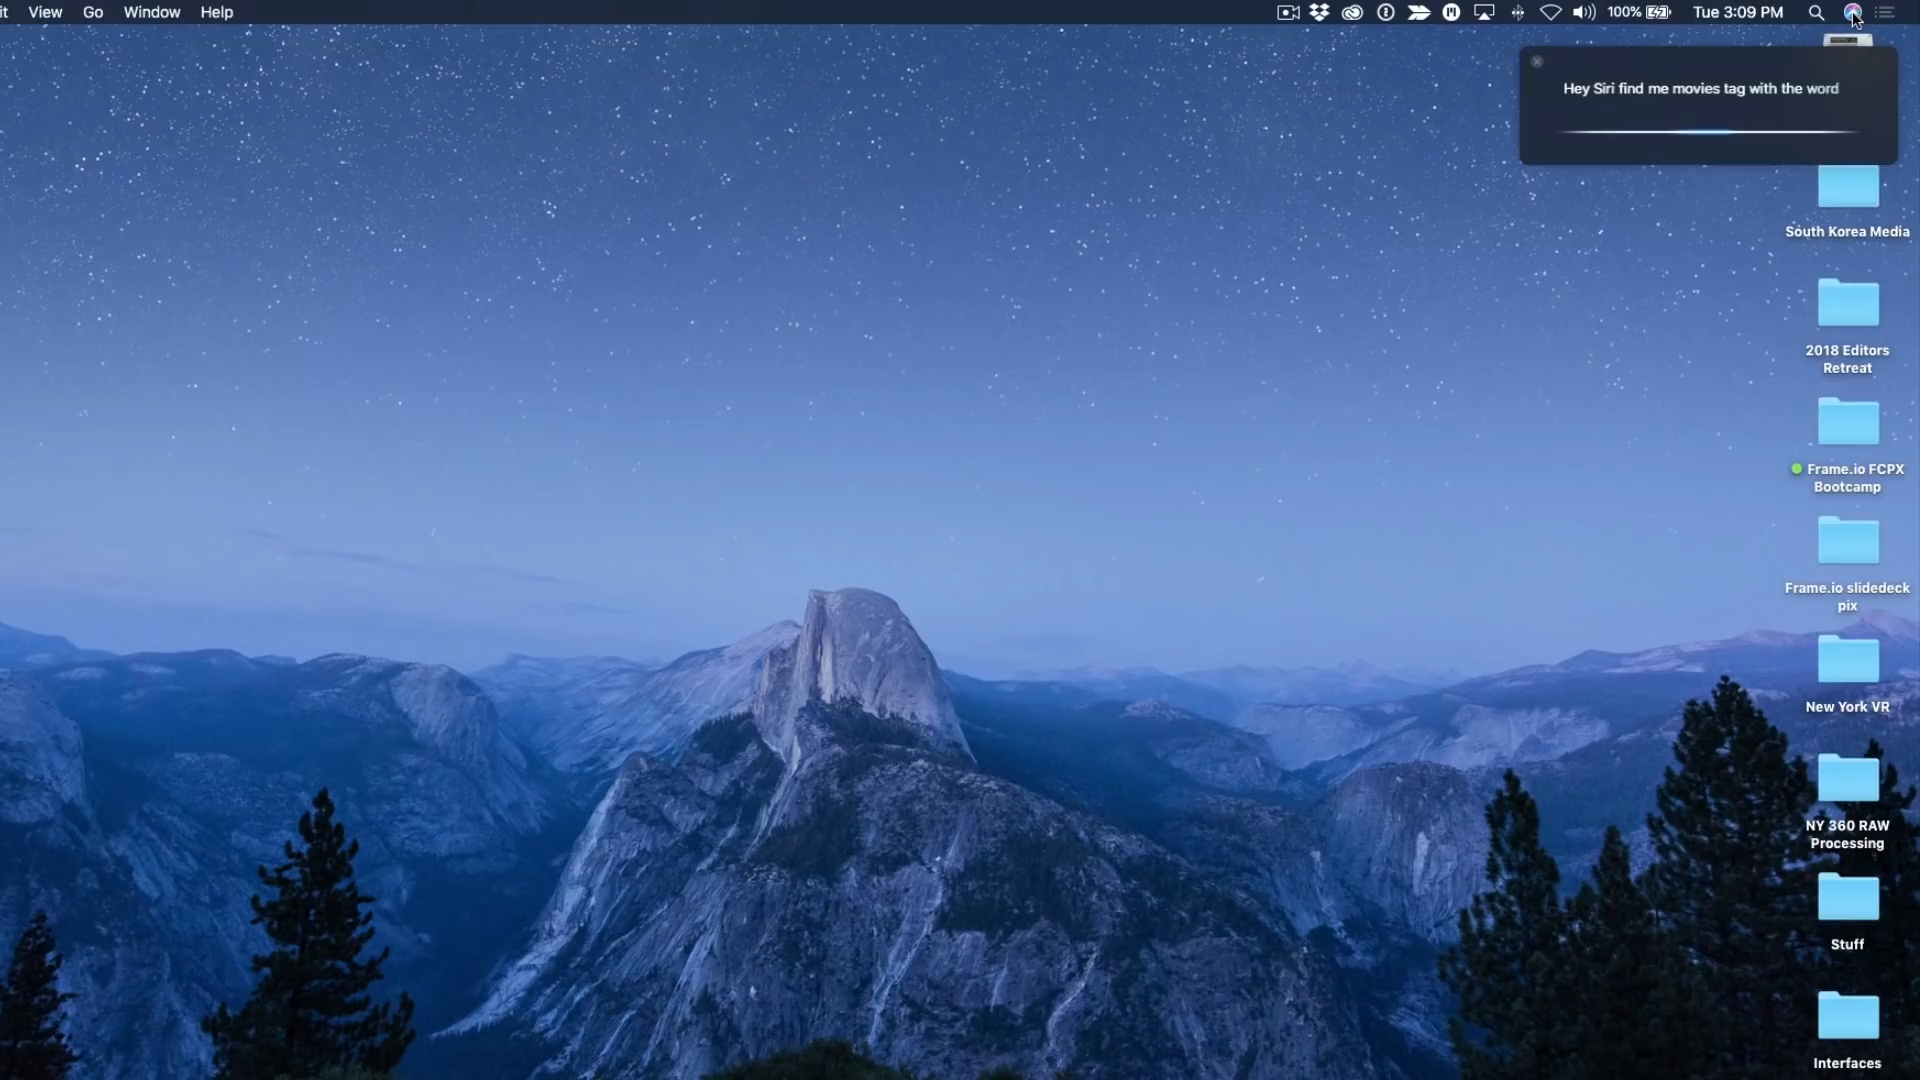 it View Go Window Help 100% Tue 3:09 PM
Hey Siri find me movies tag with the word
South Korea Media
2018 Editors
Retreat
Frame.io FCPX
Bootcamp
Frame.io slidedeck
pix
New York VR
NY 360 RAW
Processing
Stuff
Interfaces